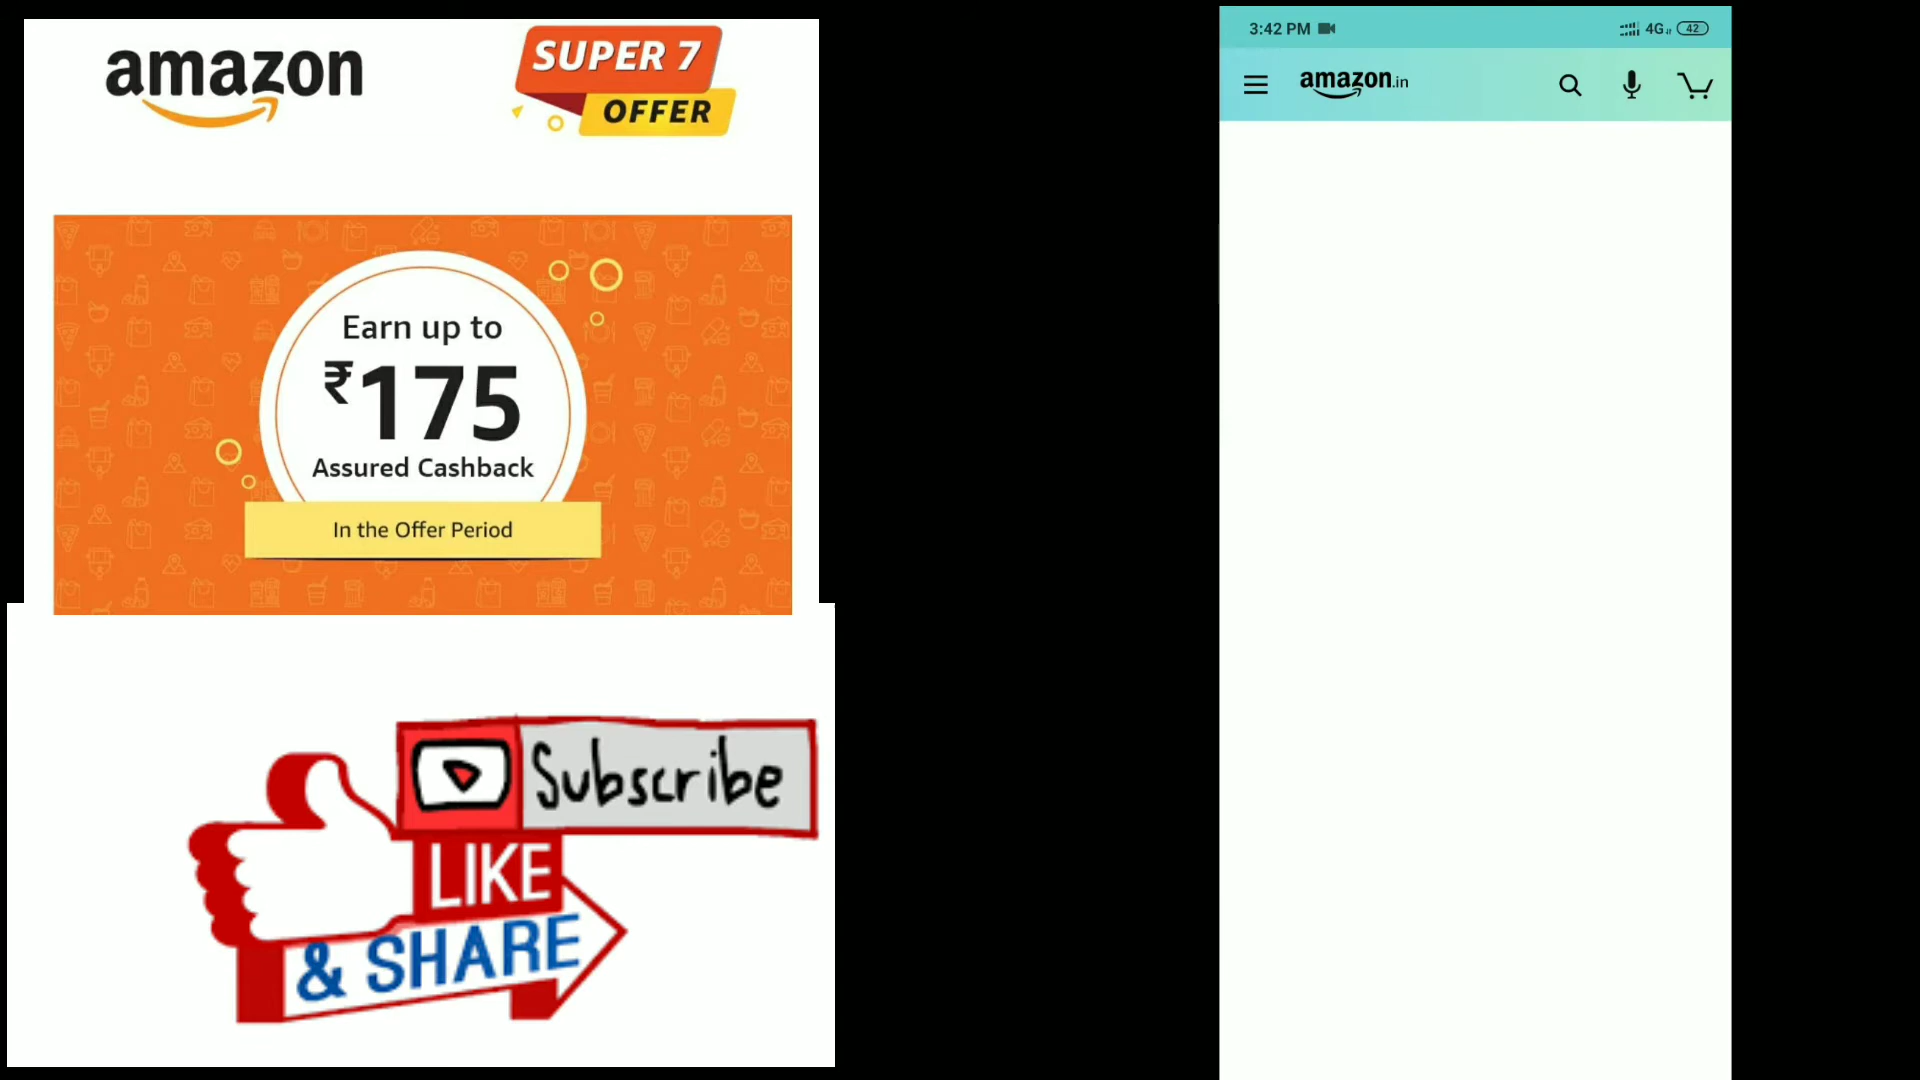 amazon
SUPER 7
OFFER
Earn up to
₹175
Assured Cashback
In the Offer Period
Subscribe
LIKE
& SHARE
3:42 PM
4G
42
amazon.in